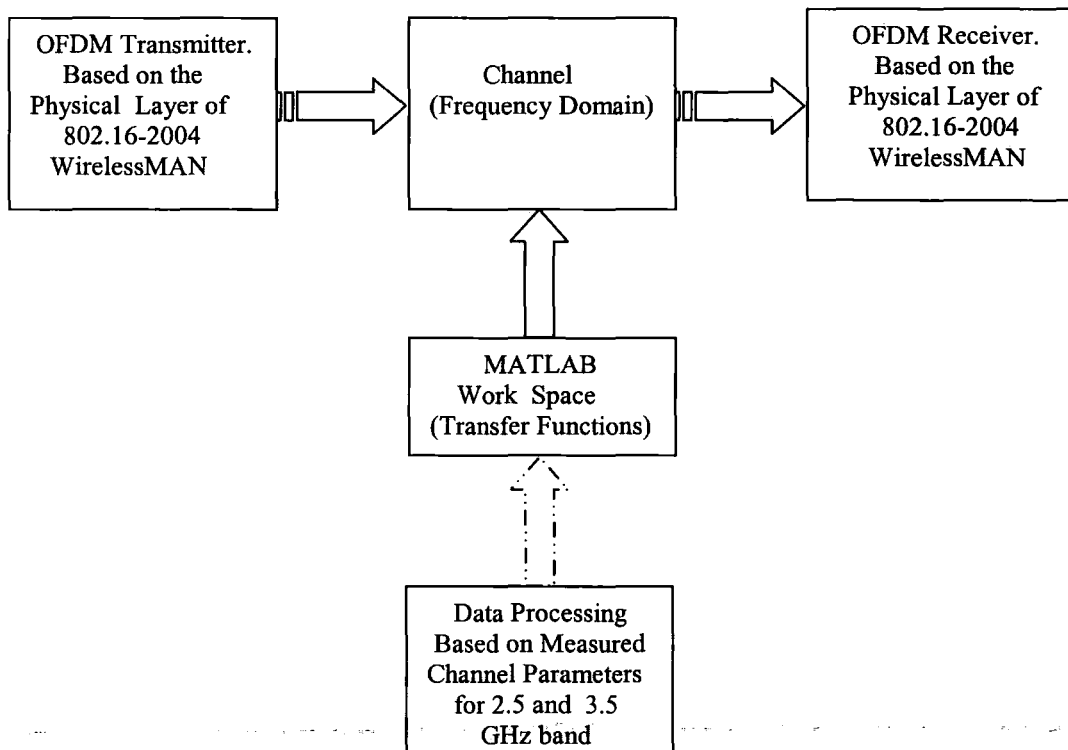 OFDM Transmitter.
Based on the
Physical Layer of
802.16-2004
WirelessMAN
Channel
(Frequency Domain)
OFDM Receiver.
Based on the
Physical Layer of
802.16-2004
WirelessMAN
MATLAB
Work Space
(Transfer Functions)
Data Processing
Based on Measured
Channel Parameters
for 2.5 and 3.5
GHz band